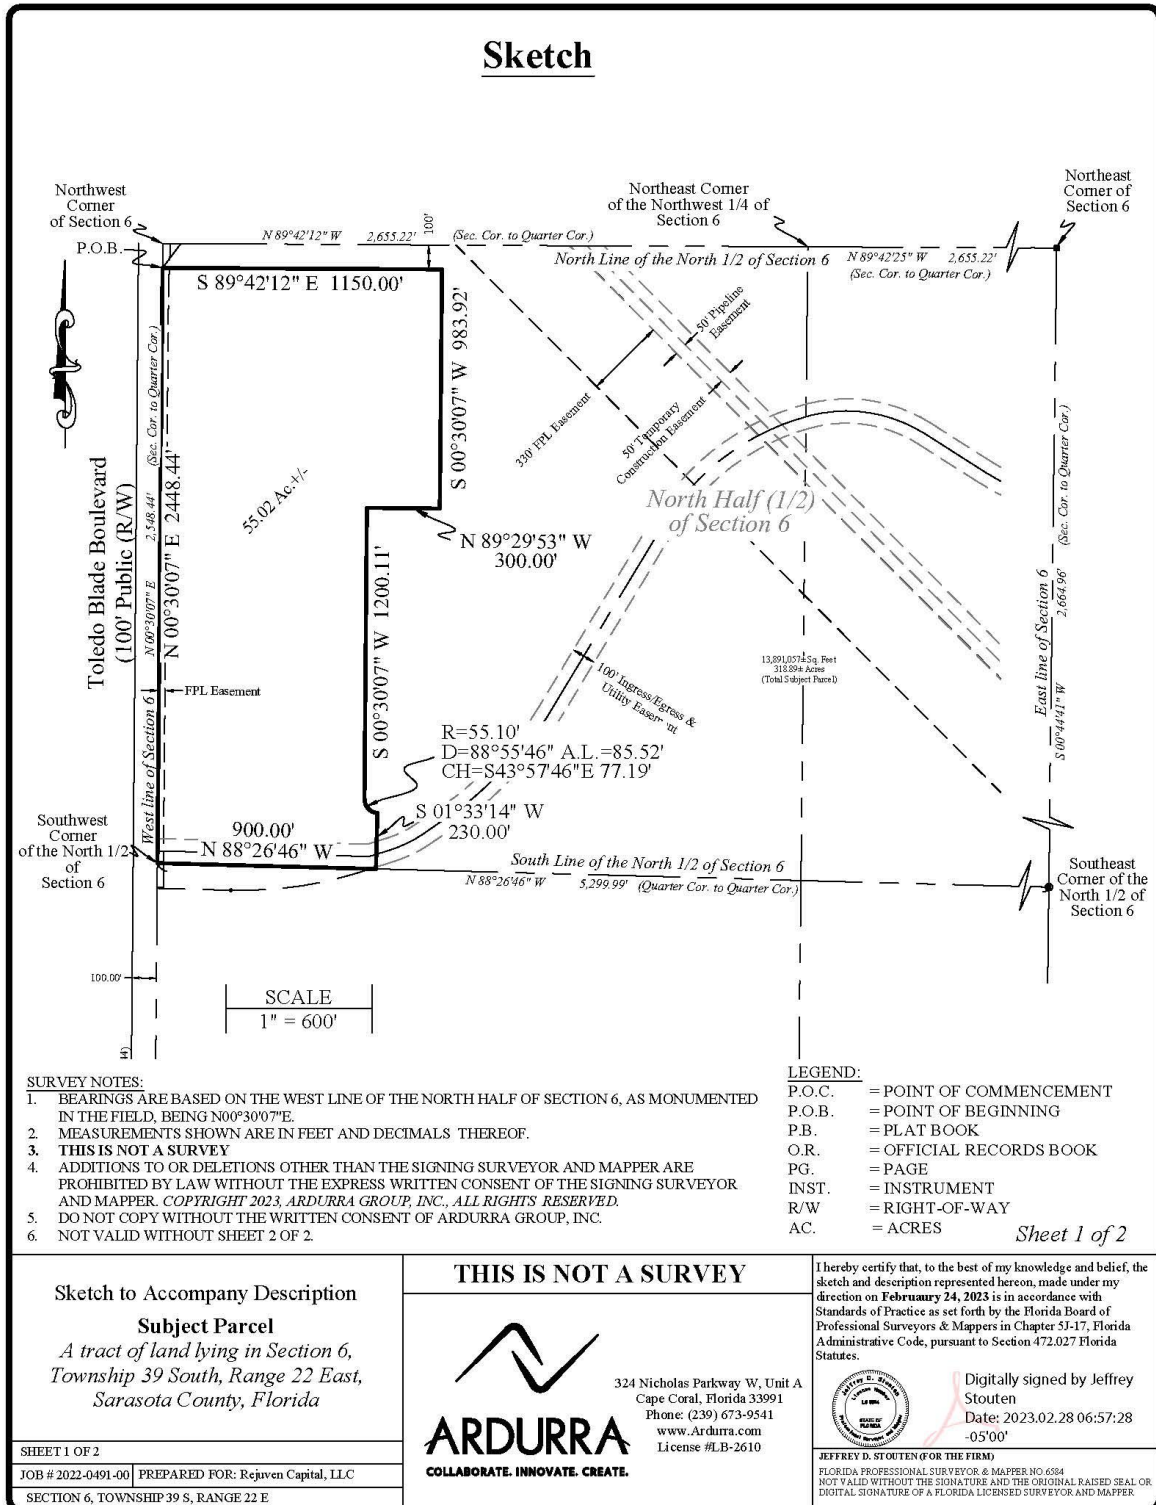 Sketch
Northwest
Corner
of Section 6
P.O.B.
N 89°42'12" W 2,655.22' (Sec. Cor. to Quarter Cor.)
100'
Northeast Corner
of the Northwest 1/4 of
Section 6
Northeast
Corner of
Section 6
North Line of the North 1/2 of Section 6
N 89°42'25" W 2,655.22'
(Sec. Cor. to Quarter Cor.)
S 89°42'12" E 1150.00'
S 00°30'07" W 983.92'
50' Pipeline
Easement
330' FPL Easement
50' Temporary
Construction Easement
North Half (1/2)
of Section 6
N 89°29'53" W
300.00'
55.02 Ac.+/-
Toledo Blade Boulevard
(100' Public (R/W)
N 00°30'07" E 2,548.44' (Sec. Cor. to Quarter Cor.)
N 00°30'07" E 2448.44'
West line of Section 6
FPL Easement
S 00°30'07" W 1200.11'
100' Ingress/Egress &
Utility Easement
13,891,057± Sq. Feet
318.89± Acres
(Total Subject Parcel)
East line of Section 6
S 00°44'41" W 2,664.96' (Sec. Cor. to Quarter Cor.)
R=55.10'
D=88°55'46" A.L.=85.52'
CH=S43°57'46"E 77.19'
S 01°33'14" W
230.00'
900.00'
N 88°26'46" W
Southwest
Corner
of the North 1/2
of
Section 6
South Line of the North 1/2 of Section 6
N 88°26'46" W 5,299.99' (Quarter Cor. to Quarter Cor.)
Southeast
Corner of the
North 1/2 of
Section 6
100.00'
SCALE
1" = 600'
SURVEY NOTES:
1. BEARINGS ARE BASED ON THE WEST LINE OF THE NORTH HALF OF SECTION 6, AS MONUMENTED
IN THE FIELD, BEING N00°30'07"E.
2. MEASUREMENTS SHOWN ARE IN FEET AND DECIMALS THEREOF.
3. THIS IS NOT A SURVEY
4. ADDITIONS TO OR DELETIONS OTHER THAN THE SIGNING SURVEYOR AND MAPPER ARE
PROHIBITED BY LAW WITHOUT THE EXPRESS WRITTEN CONSENT OF THE SIGNING SURVEYOR
AND MAPPER. COPYRIGHT 2023, ARDURRA GROUP, INC., ALL RIGHTS RESERVED.
5. DO NOT COPY WITHOUT THE WRITTEN CONSENT OF ARDURRA GROUP, INC.
6. NOT VALID WITHOUT SHEET 2 OF 2.
LEGEND:
P.O.C. = POINT OF COMMENCEMENT
P.O.B. = POINT OF BEGINNING
P.B. = PLAT BOOK
O.R. = OFFICIAL RECORDS BOOK
PG. = PAGE
INST. = INSTRUMENT
R/W = RIGHT-OF-WAY
AC. = ACRES
Sheet 1 of 2
Sketch to Accompany Description
Subject Parcel
A tract of land lying in Section 6,
Township 39 South, Range 22 East,
Sarasota County, Florida
SHEET 1 OF 2
JOB # 2022-0491-00 PREPARED FOR: Rejuven Capital, LLC
SECTION 6, TOWNSHIP 39 S, RANGE 22 E
THIS IS NOT A SURVEY
ARDURRA
COLLABORATE. INNOVATE. CREATE.
324 Nicholas Parkway W, Unit A
Cape Coral, Florida 33991
Phone: (239) 673-9541
www.Ardurra.com
License #LB-2610
I hereby certify that, to the best of my knowledge and belief, the
sketch and description represented hereon, made under my
direction on Februaury 24, 2023 is in accordance with
Standards of Practice as set forth by the Florida Board of
Professional Surveyors & Mappers in Chapter 5J-17, Florida
Administrative Code, pursuant to Section 472.027 Florida
Statutes.
Jeffrey D. Stouten
License Number
LS 6584
STATE OF
FLORIDA
Professional Surveyor and Mapper
Digitally signed by Jeffrey
Stouten
Date: 2023.02.28 06:57:28
-05'00'
JEFFREY D. STOUTEN (FOR THE FIRM)
FLORIDA PROFESSIONAL SURVEYOR & MAPPER NO. 6584
NOT VALID WITHOUT THE SIGNATURE AND THE ORIGINAL RAISED SEAL OR
DIGITAL SIGNATURE OF A FLORIDA LICENSED SURVEYOR AND MAPPER